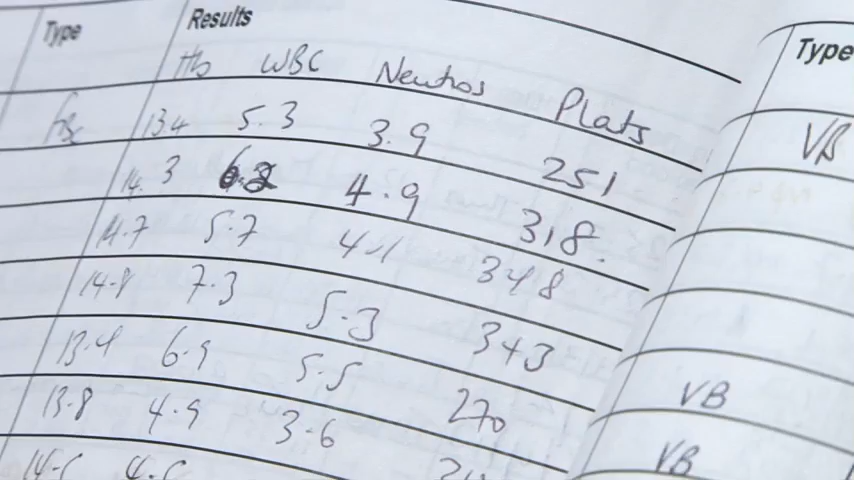 Type Results
Hb WBC Neutros Plats
13.4 5.3 3.9 251
14.3 4.9 318.
14.7 5.7 4.1 348
14.8 7.3 5.3 343
13.4 6.9 5.5 270
13.8 4.9 3.6
Type
VB
VB
VB